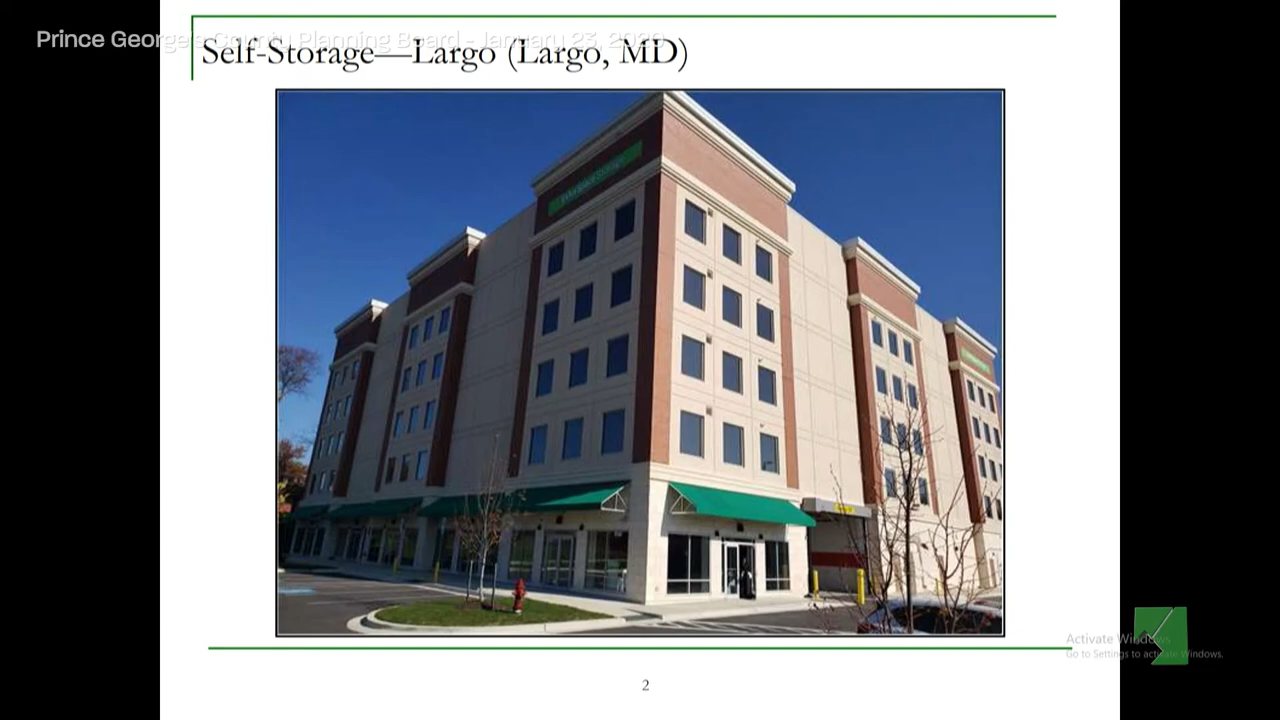 Prince George's County Planning Board - January 23, 2020
Self-Storage—Largo (Largo, MD)
Activate Windows
Go to Settings to activate Windows.
2